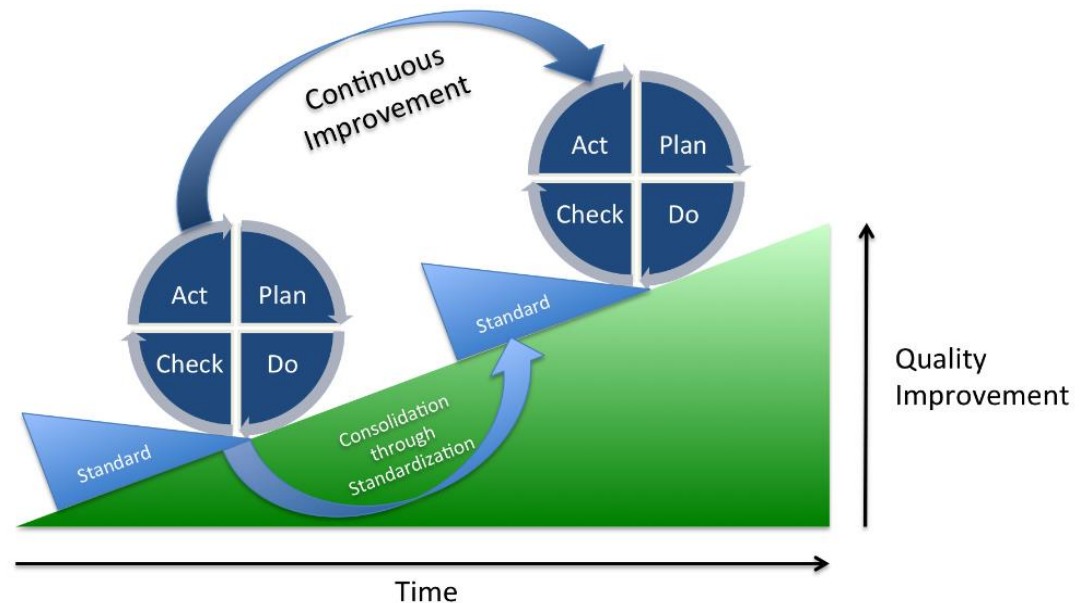 Continuous
Improvement
Act
Plan
Check
Do
Act
Plan
Check
Do
Standard
Standard
Consolidation
through
Standardization
Quality
Improvement
Time